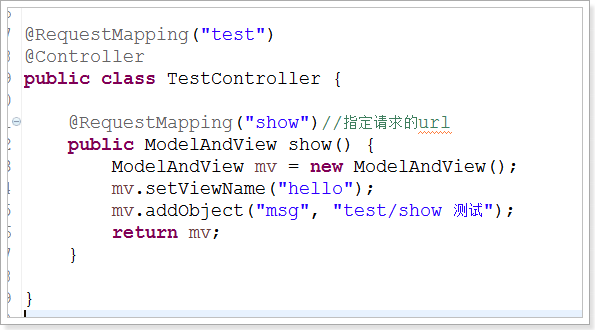 @RequestMapping("test")
@Controller
public class TestController {
@RequestMapping("show")//指定请求的url
public ModelAndView show() {
ModelAndView mv = new ModelAndView();
mv.setViewName("hello");
mv.addObject("msg", "test/show 测试");
return mv;
}
}